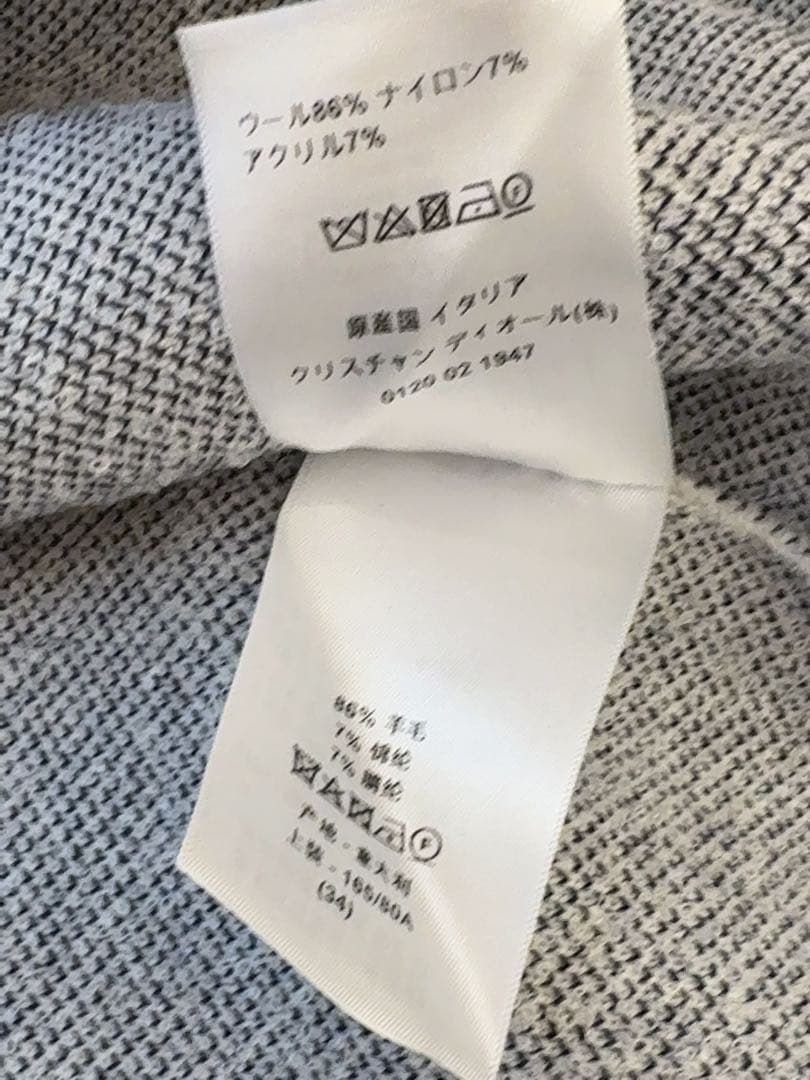 ウール86% ナイロン7%
アクリル7%
原産国 イタリア
クリスチャン ディオール(株)
0120 02 1947
86% 羊毛
7% 锦纶
7% 腈纶
产地 - 意大利
上装 - 165/80A
(34)